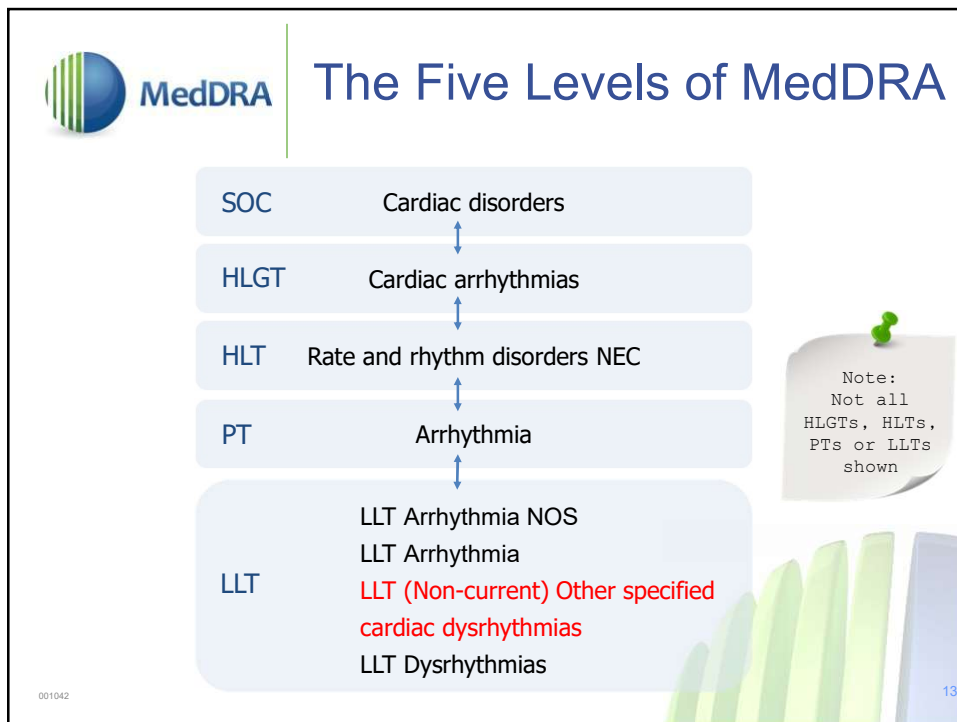 MedDRA
The Five Levels of MedDRA
SOC
Cardiac disorders
HLGT
Cardiac arrhythmias
HLT
Rate and rhythm disorders NEC
PT
Arrhythmia
LLT
LLT Arrhythmia NOS
LLT Arrhythmia
LLT (Non-current) Other specified
cardiac dysrhythmias
LLT Dysrhythmias
Note:
Not all
HLGTs, HLTs,
PTs or LLTs
shown
001042
13